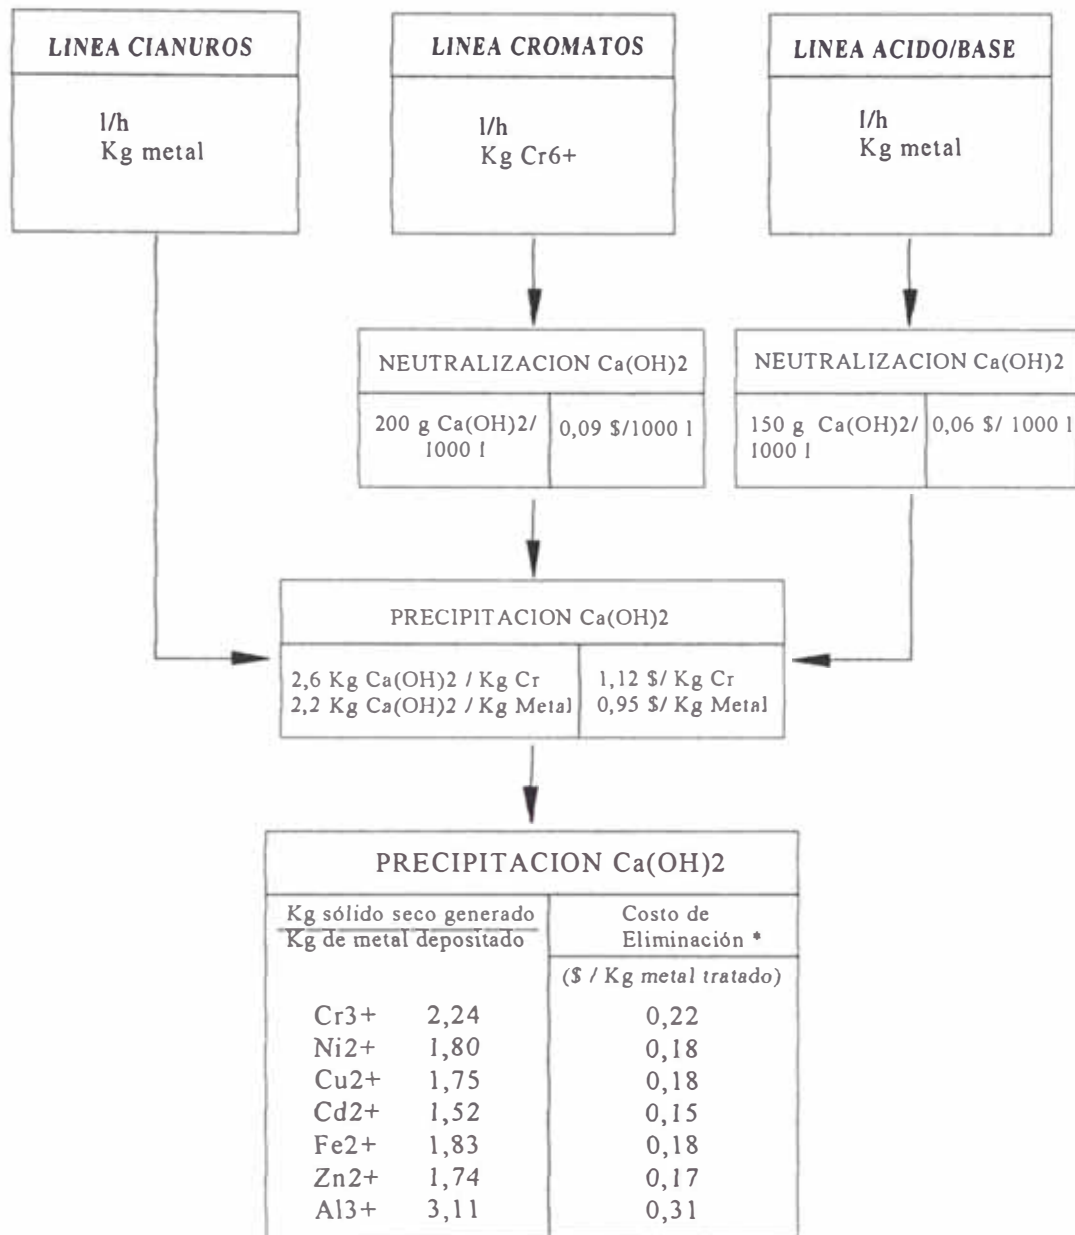 LINEA CIANUROS
l/h
Kg metal
LINEA CROMATOS
l/h
Kg Cr6+
LINEA ACIDO/BASE
l/h
Kg metal
NEUTRALIZACION Ca(OH)2
200 g Ca(OH)2/
1000 l
0,09 $/1000 l
NEUTRALIZACION Ca(OH)2
150 g Ca(OH)2/
1000 l
0,06 $/ 1000 l
PRECIPITACION Ca(OH)2
2,6 Kg Ca(OH)2 / Kg Cr
2,2 Kg Ca(OH)2 / Kg Metal
1,12 $/ Kg Cr
0,95 $/ Kg Metal
PRECIPITACION Ca(OH)2
Kg sólido seco generado
Kg de metal depositado
Costo de
Eliminación *
($ / Kg metal tratado)
Cr3+ 2,24 0,22
Ni2+ 1,80 0,18
Cu2+ 1,75 0,18
Cd2+ 1,52 0,15
Fe2+ 1,83 0,18
Zn2+ 1,74 0,17
Al3+ 3,11 0,31